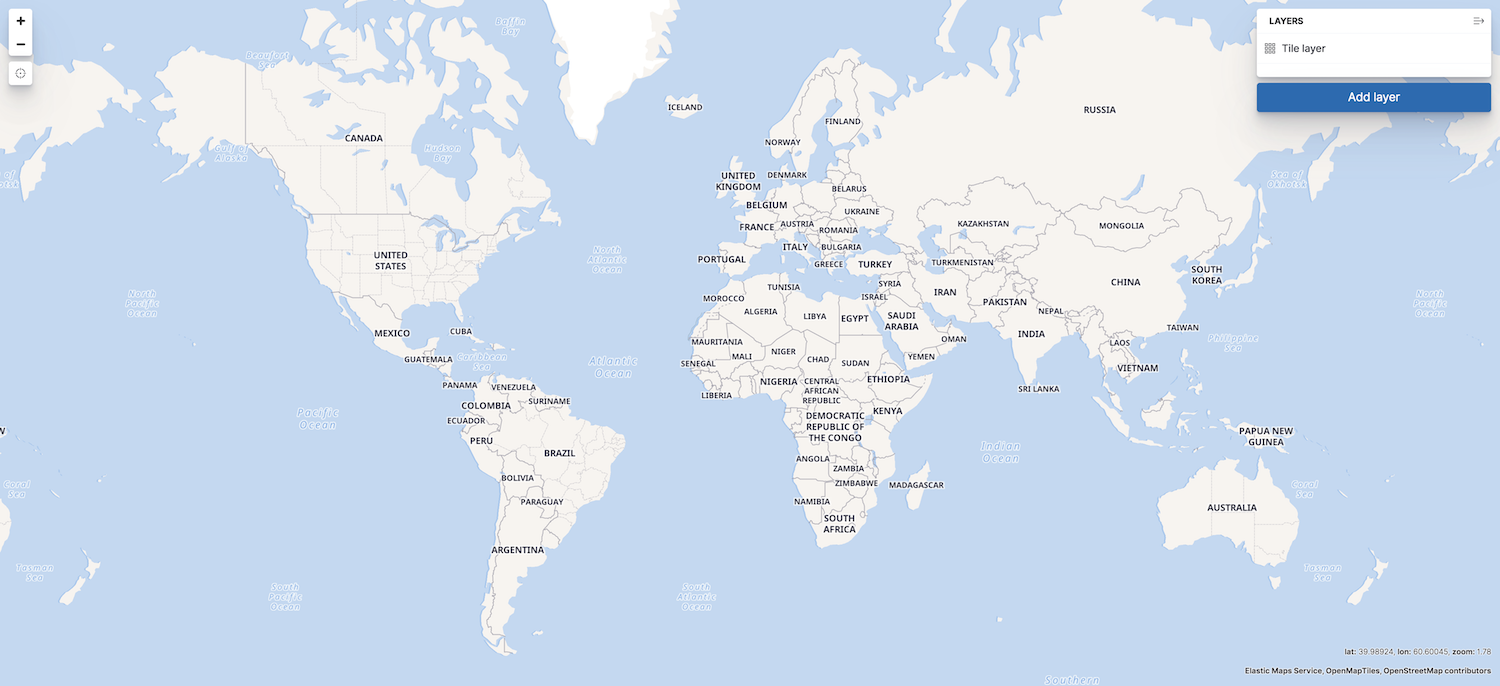 +
−
LAYERS
Tile layer
Add layer
Baffin
Bay
Beaufort
Sea
ICELAND
RUSSIA
FINLAND
CANADA
NORWAY
Gulf of
Alaska
Hudson
Bay
UNITED
KINGDOM
DENMARK
Sea of
Okhotsk
BELARUS
BELGIUM
UKRAINE
FRANCE
AUSTRIA
ROMANIA
KAZAKHSTAN
MONGOLIA
ITALY
BULGARIA
North
Atlantic
Ocean
UNITED
STATES
PORTUGAL
GREECE
TURKEY
TURKMENISTAN
SOUTH
KOREA
CHINA
SYRIA
TUNISIA
IRAN
ISRAEL
MOROCCO
PAKISTAN
North
Pacific
Ocean
North
Pacific
Ocean
ALGERIA
LIBYA
EGYPT
SAUDI
ARABIA
NEPAL
TAIWAN
MEXICO
CUBA
INDIA
OMAN
Philippine
Sea
MAURITANIA
LAOS
GUATEMALA
Caribbean
Sea
MALI
NIGER
CHAD
SUDAN
YEMEN
Atlantic
Ocean
SENEGAL
VIETNAM
PANAMA
VENEZUELA
NIGERIA
CENTRAL
AFRICAN
REPUBLIC
ETHIOPIA
SRI LANKA
LIBERIA
COLOMBIA
SURINAME
Pacific
Ocean
ECUADOR
KENYA
DEMOCRATIC
REPUBLIC OF
THE CONGO
PERU
PAPUA NEW
GUINEA
BRAZIL
Indian
Ocean
ANGOLA
ZAMBIA
BOLIVIA
ZIMBABWE
MADAGASCAR
Coral
Sea
Coral
Sea
PARAGUAY
NAMIBIA
AUSTRALIA
SOUTH
AFRICA
ARGENTINA
Tasman
Sea
Tasman
Sea
South
Pacific
Ocean
South
Atlantic
Ocean
lat: 39.98924, lon: 60.60045, zoom: 1.78
Elastic Maps Service, OpenMapTiles, OpenStreetMap contributors
Southern